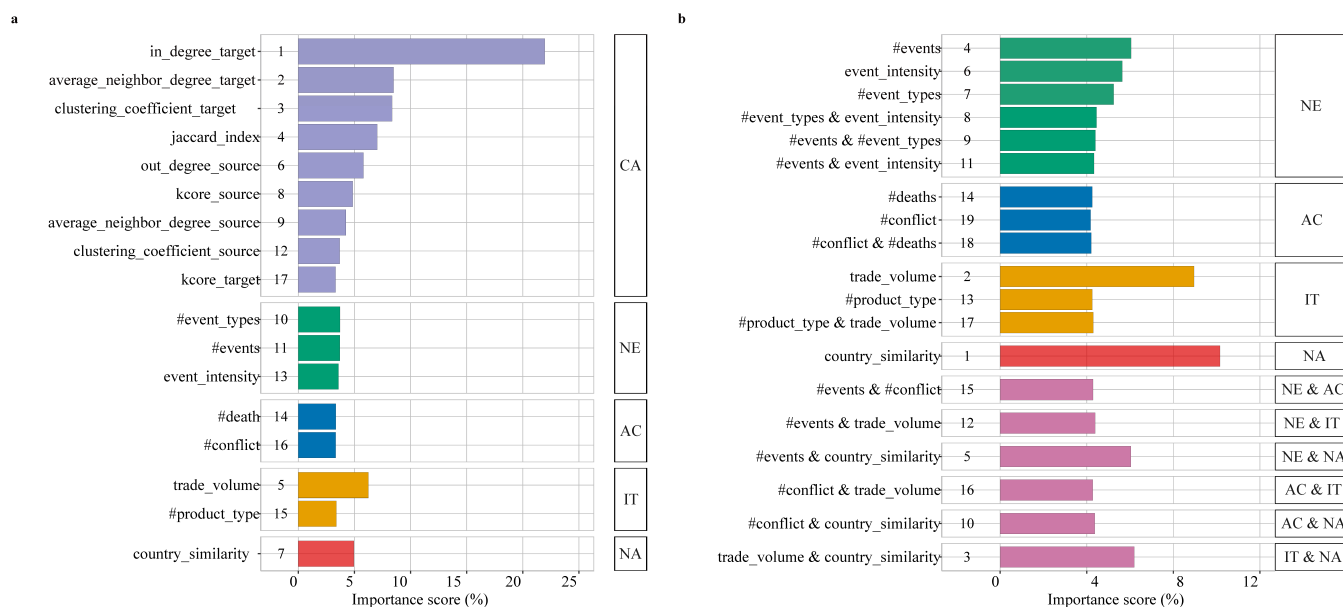 a
in_degree_target 1
average_neighbor_degree_target 2
clustering_coefficient_target 3
jaccard_index 4
out_degree_source 6
kcore_source 8
average_neighbor_degree_source 9
clustering_coefficient_source 12
kcore_target 17
CA
#event_types 10
#events 11
event_intensity 13
NE
#death 14
#conflict 16
AC
trade_volume 5
#product_type 15
IT
country_similarity 7
NA
0 5 10 15 20 25
Importance score (%)
b
#events 4
event_intensity 6
#event_types 7
#event_types & event_intensity 8
#events & #event_types 9
#events & event_intensity 11
NE
#deaths 14
#conflict 19
#conflict & #deaths 18
AC
trade_volume 2
#product_type 13
#product_type & trade_volume 17
IT
country_similarity 1
NA
#events & #conflict 15
NE & AC
#events & trade_volume 12
NE & IT
#events & country_similarity 5
NE & NA
#conflict & trade_volume 16
AC & IT
#conflict & country_similarity 10
AC & NA
trade_volume & country_similarity 3
IT & NA
0 4 8 12
Importance score (%)